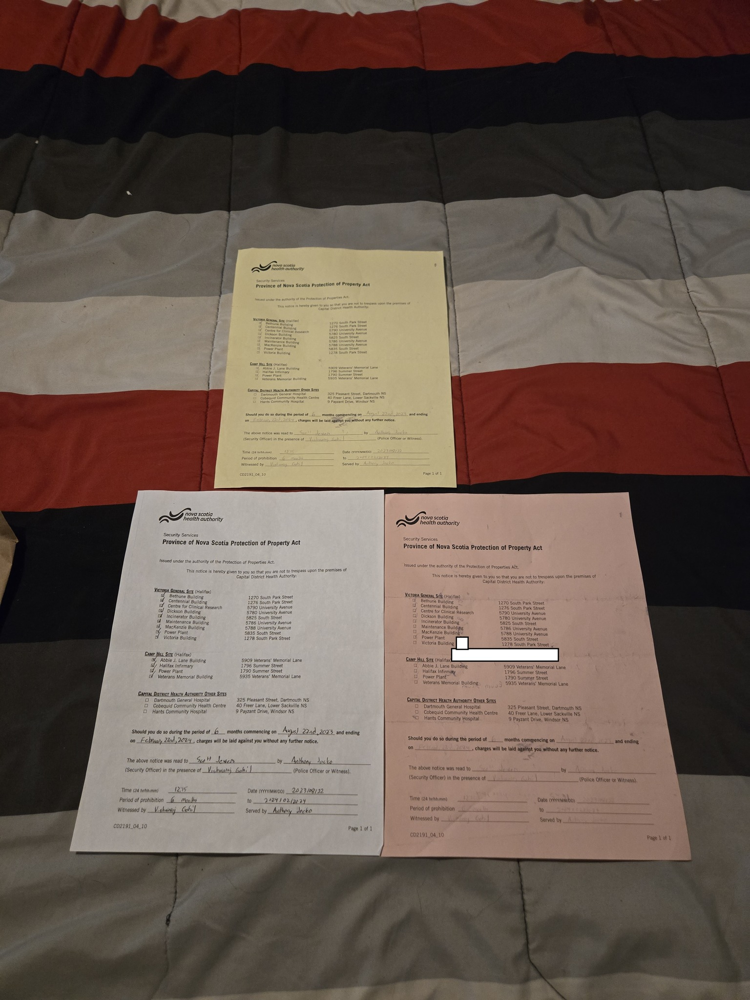 nova scotia
health authority
Security Services
Province of Nova Scotia Protection of Property Act
Issued under the authority of the Protection of Properties Act.
This notice is hereby given to you so that you are not to trespass upon the premises of
Capital District Health Authority:
VICTORIA GENERAL SITE (Halifax)
Bethune Building 1270 South Park Street
Centennial Building 1276 South Park Street
Centre for Clinical Research 5790 University Avenue
Dickson Building 5780 University Avenue
Incinerator Building 5825 South Street
Maintenance Building 5786 University Avenue
MacKenzie Building 5788 University Avenue
Power Plant 5835 South Street
Victoria Building 1278 South Park Street
CAMP HILL SITE (Halifax)
Abbie J. Lane Building 5909 Veterans' Memorial Lane
Halifax Infirmary 1796 Summer Street
Power Plant 1790 Summer Street
Veterans Memorial Building 5935 Veterans' Memorial Lane
CAPITAL DISTRICT HEALTH AUTHORITY OTHER SITES
Dartmouth General Hospital 325 Pleasant Street, Dartmouth NS
Cobequid Community Health Centre 40 Freer Lane, Lower Sackville NS
Hants Community Hospital 9 Payzant Drive, Windsor NS
Should you do so during the period of 6 months commencing on August 22nd, 2023 and ending
on February 22nd, 2024, charges will be laid against you without any further notice.
The above notice was read to Scott Jewers by Anthony Jocko
(Security Officer) in the presence of Vishwaraj Gohil (Police Officer or Witness).
Time (24 hr/hh:mm) 12:15 Date (YYYY/MM/DD) 2023/08/22
Period of prohibition 6 months to 2024/02/2024
Witnessed by Vishwaraj Gohil Served by Anthony Jocko
CD2191_04_10 Page 1 of 1
nova scotia
health authority
Security Services
Province of Nova Scotia Protection of Property Act
Issued under the authority of the Protection of Properties Act.
This notice is hereby given to you so that you are not to trespass upon the premises of
Capital District Health Authority:
VICTORIA GENERAL SITE (Halifax)
Bethune Building 1270 South Park Street
Centennial Building 1276 South Park Street
Centre for Clinical Research 5790 University Avenue
Dickson Building 5780 University Avenue
Incinerator Building 5825 South Street
Maintenance Building 5786 University Avenue
MacKenzie Building 5788 University Avenue
Power Plant 5835 South Street
Victoria Building 1278 South Park Street
CAMP HILL SITE (Halifax)
Abbie J. Lane Building 5909 Veterans' Memorial Lane
Halifax Infirmary 1796 Summer Street
Power Plant 1790 Summer Street
Veterans Memorial Building 5935 Veterans' Memorial Lane
CAPITAL DISTRICT HEALTH AUTHORITY OTHER SITES
Dartmouth General Hospital 325 Pleasant Street, Dartmouth NS
Cobequid Community Health Centre 40 Freer Lane, Lower Sackville NS
Hants Community Hospital 9 Payzant Drive, Windsor NS
Should you do so during the period of 6 months commencing on August 22nd, 2023 and ending
on February 22nd, 2024, charges will be laid against you without any further notice.
The above notice was read to Scott Jewers by Anthony Jocko
(Security Officer) in the presence of Vishwaraj Gohil (Police Officer or Witness).
Time (24 hr/hh:mm) 12:15 Date (YYYY/MM/DD) 2023/08/22
Period of prohibition 6 months to 2024/02/2024
Witnessed by Vishwaraj Gohil Served by Anthony Jocko
CD2191_04_10 Page 1 of 1
nova scotia
health authority
Security Services
Province of Nova Scotia Protection of Property Act
Issued under the authority of the Protection of Properties Act.
This notice is hereby given to you so that you are not to trespass upon the premises of
Capital District Health Authority:
VICTORIA GENERAL SITE (Halifax)
Bethune Building 1270 South Park Street
Centennial Building 1276 South Park Street
Centre for Clinical Research 5790 University Avenue
Dickson Building 5780 University Avenue
Incinerator Building 5825 South Street
Maintenance Building 5786 University Avenue
MacKenzie Building 5788 University Avenue
Power Plant 5835 South Street
Victoria Building 1278 South Park Street
CAMP HILL SITE (Halifax)
Abbie J. Lane Building 5909 Veterans' Memorial Lane
Halifax Infirmary 1796 Summer Street
Power Plant 1790 Summer Street
Veterans Memorial Building 5935 Veterans' Memorial Lane
CAPITAL DISTRICT HEALTH AUTHORITY OTHER SITES
Dartmouth General Hospital 325 Pleasant Street, Dartmouth NS
Cobequid Community Health Centre 40 Freer Lane, Lower Sackville NS
Hants Community Hospital 9 Payzant Drive, Windsor NS
Should you do so during the period of 6 months commencing on August 22nd and ending
on February 22nd, 2024, charges will be laid against you without any further notice.
The above notice was read to by
(Security Officer) in the presence of Vishwaraj Gohil (Police Officer or Witness).
Time (24 hr/hh:mm) Date (YYYY/MM/DD)
Period of prohibition months to
Witnessed by Gohil Served by
CD2191_04_10 Page 1 of 1